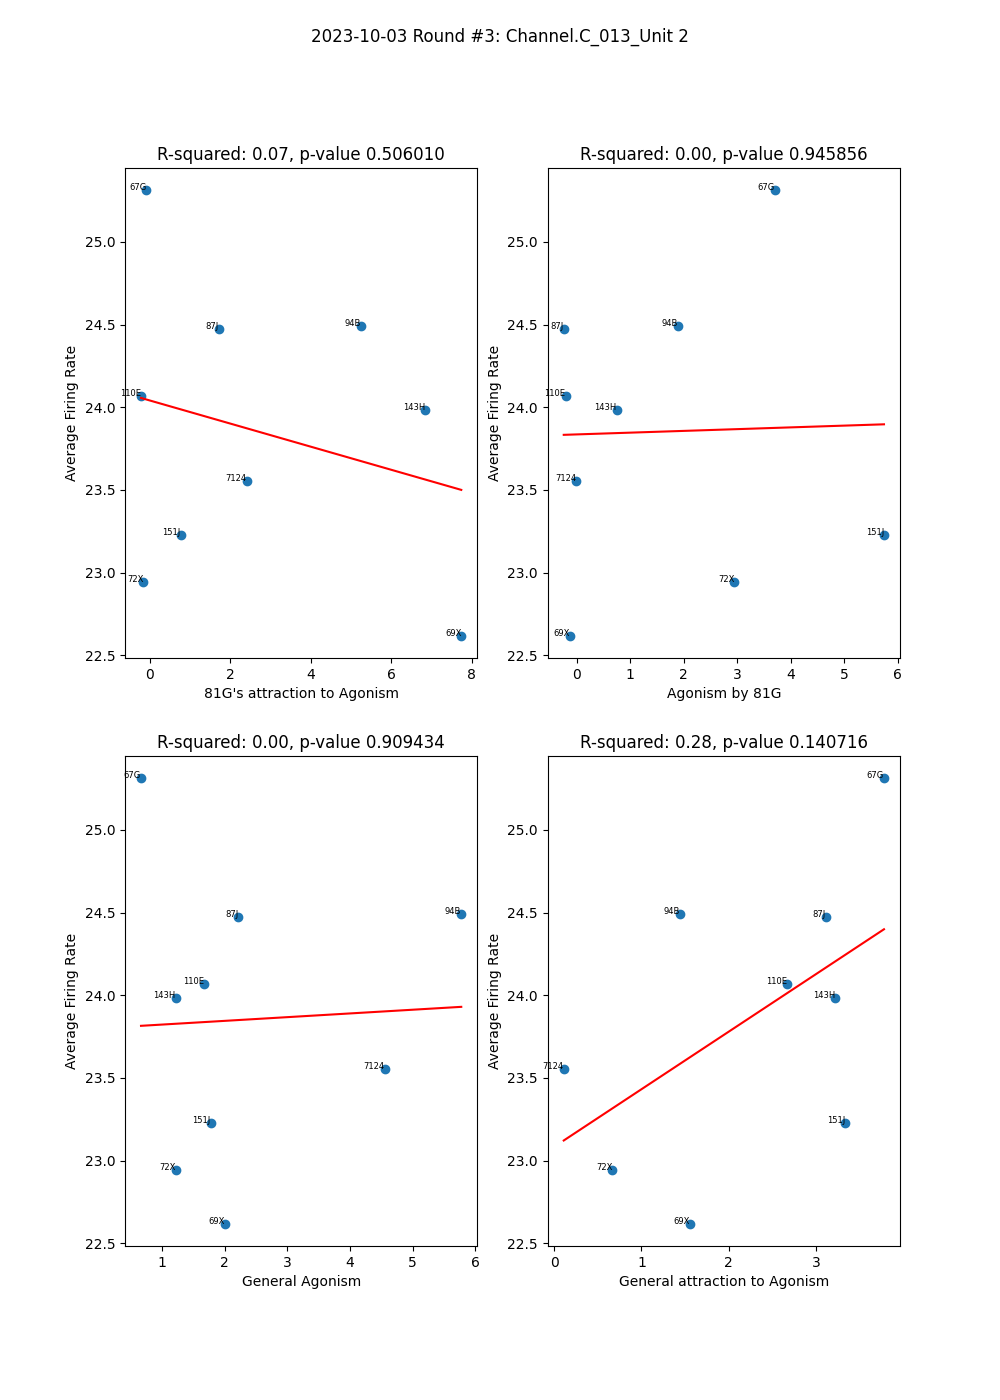 2023-10-03 Round #3: Channel.C_013_Unit 2
R-squared: 0.07, p-value 0.506010
67G
87J
94B
110E
143H
7124
151J
72X
69X
25.0
24.5
24.0
23.5
23.0
22.5
Average Firing Rate
0 2 4 6 8
81G's attraction to Agonism
R-squared: 0.00, p-value 0.945856
67G
87J
94B
110E
143H
7124
151J
72X
69X
25.0
24.5
24.0
23.5
23.0
22.5
Average Firing Rate
0 1 2 3 4 5 6
Agonism by 81G
R-squared: 0.00, p-value 0.909434
67G
87J
94B
110E
143H
7124
151J
72X
69X
25.0
24.5
24.0
23.5
23.0
22.5
Average Firing Rate
1 2 3 4 5 6
General Agonism
R-squared: 0.28, p-value 0.140716
67G
94B
87J
110E
143H
7124
151J
72X
69X
25.0
24.5
24.0
23.5
23.0
22.5
Average Firing Rate
0 1 2 3
General attraction to Agonism